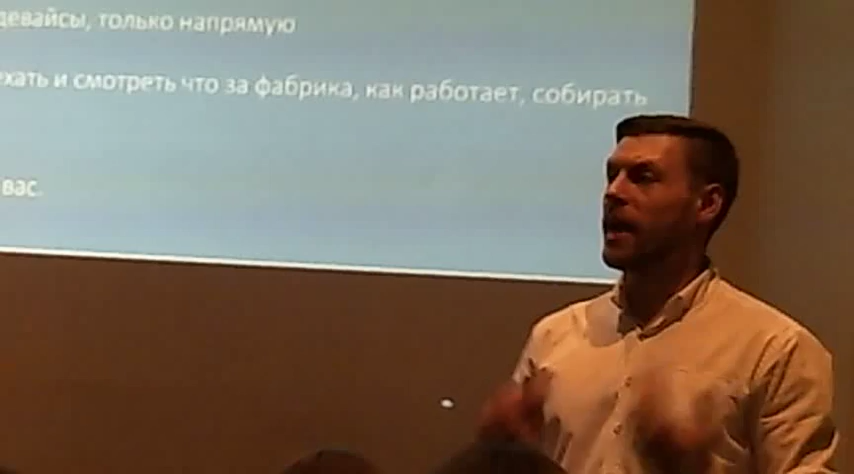 девайсы, только напрямую
ехать и смотреть что за фабрика, как работает, собирать
вас.